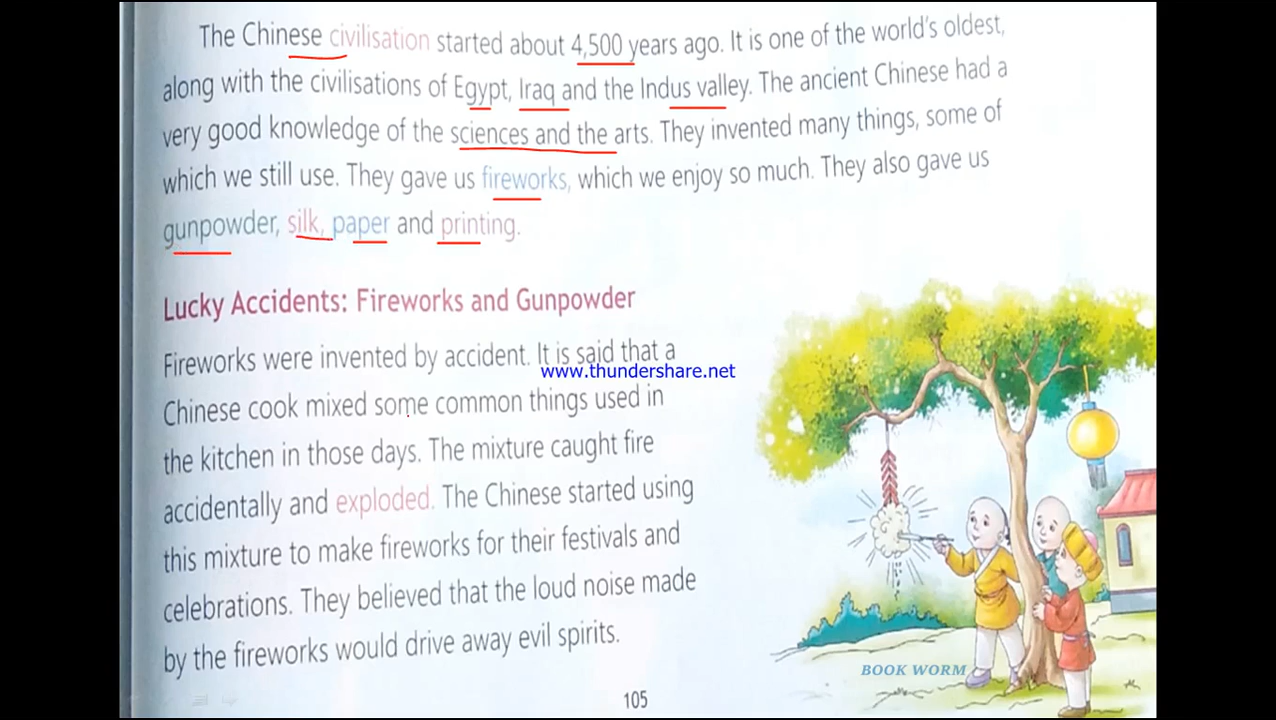 The Chinese civilisation started about 4,500 years ago. It is one of the world's oldest,
along with the civilisations of Egypt, Iraq and the Indus valley. The ancient Chinese had a
very good knowledge of the sciences and the arts. They invented many things, some of
which we still use. They gave us fireworks, which we enjoy so much. They also gave us
gunpowder, silk, paper and printing.
Lucky Accidents: Fireworks and Gunpowder
Fireworks were invented by accident. It is said that a
www.thundershare.net
Chinese cook mixed some common things used in
the kitchen in those days. The mixture caught fire
accidentally and exploded. The Chinese started using
this mixture to make fireworks for their festivals and
celebrations. They believed that the loud noise made
by the fireworks would drive away evil spirits.
BOOK WORM
105